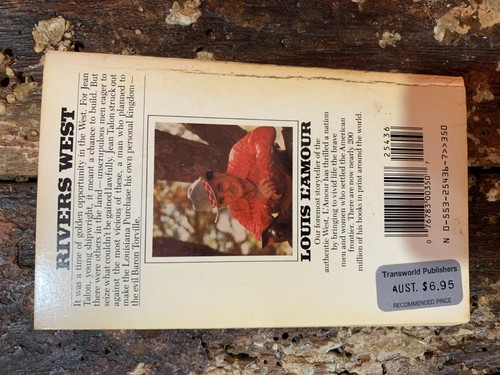 RIVERS WEST
It was a time of golden opportunity in the West. For Jean
Talon, young shipwright, it meant a chance to build. But
there were others in the land—unscrupulous men eager to
seize what couldn't be gained lawfully. Jean Talon struck out
against the most vicious of these, a man who planned to
make the Louisiana Purchase his own personal kingdom—
the evil Baron Torville.
LOUIS L'AMOUR
Our foremost storyteller of the
authentic West, L'Amour has thrilled a nation
by bringing to vivid life the brave
men and women who settled the American
frontier. There are now nearly 200
million of his books in print around the world.
25436
0 76783 00350 7
N 0-553-25436-7>>350
Transworld Publishers
AUST. $6.95
RECOMMENDED PRICE